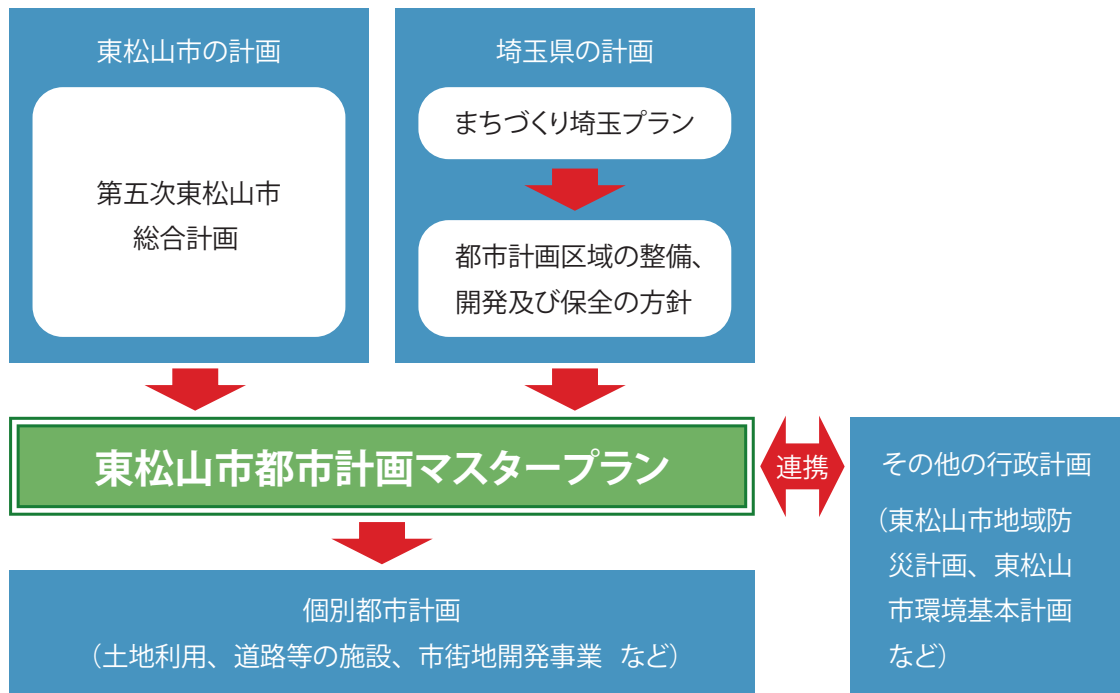 東松山市の計画
第五次東松山市
総合計画
埼玉県の計画
まちづくり埼玉プラン
都市計画区域の整備、
開発及び保全の方針
東松山市都市計画マスタープラン
連携
その他の行政計画
（東松山市地域防
災計画、東松山
市環境基本計画
など）
個別都市計画
（土地利用、道路等の施設、市街地開発事業 など）